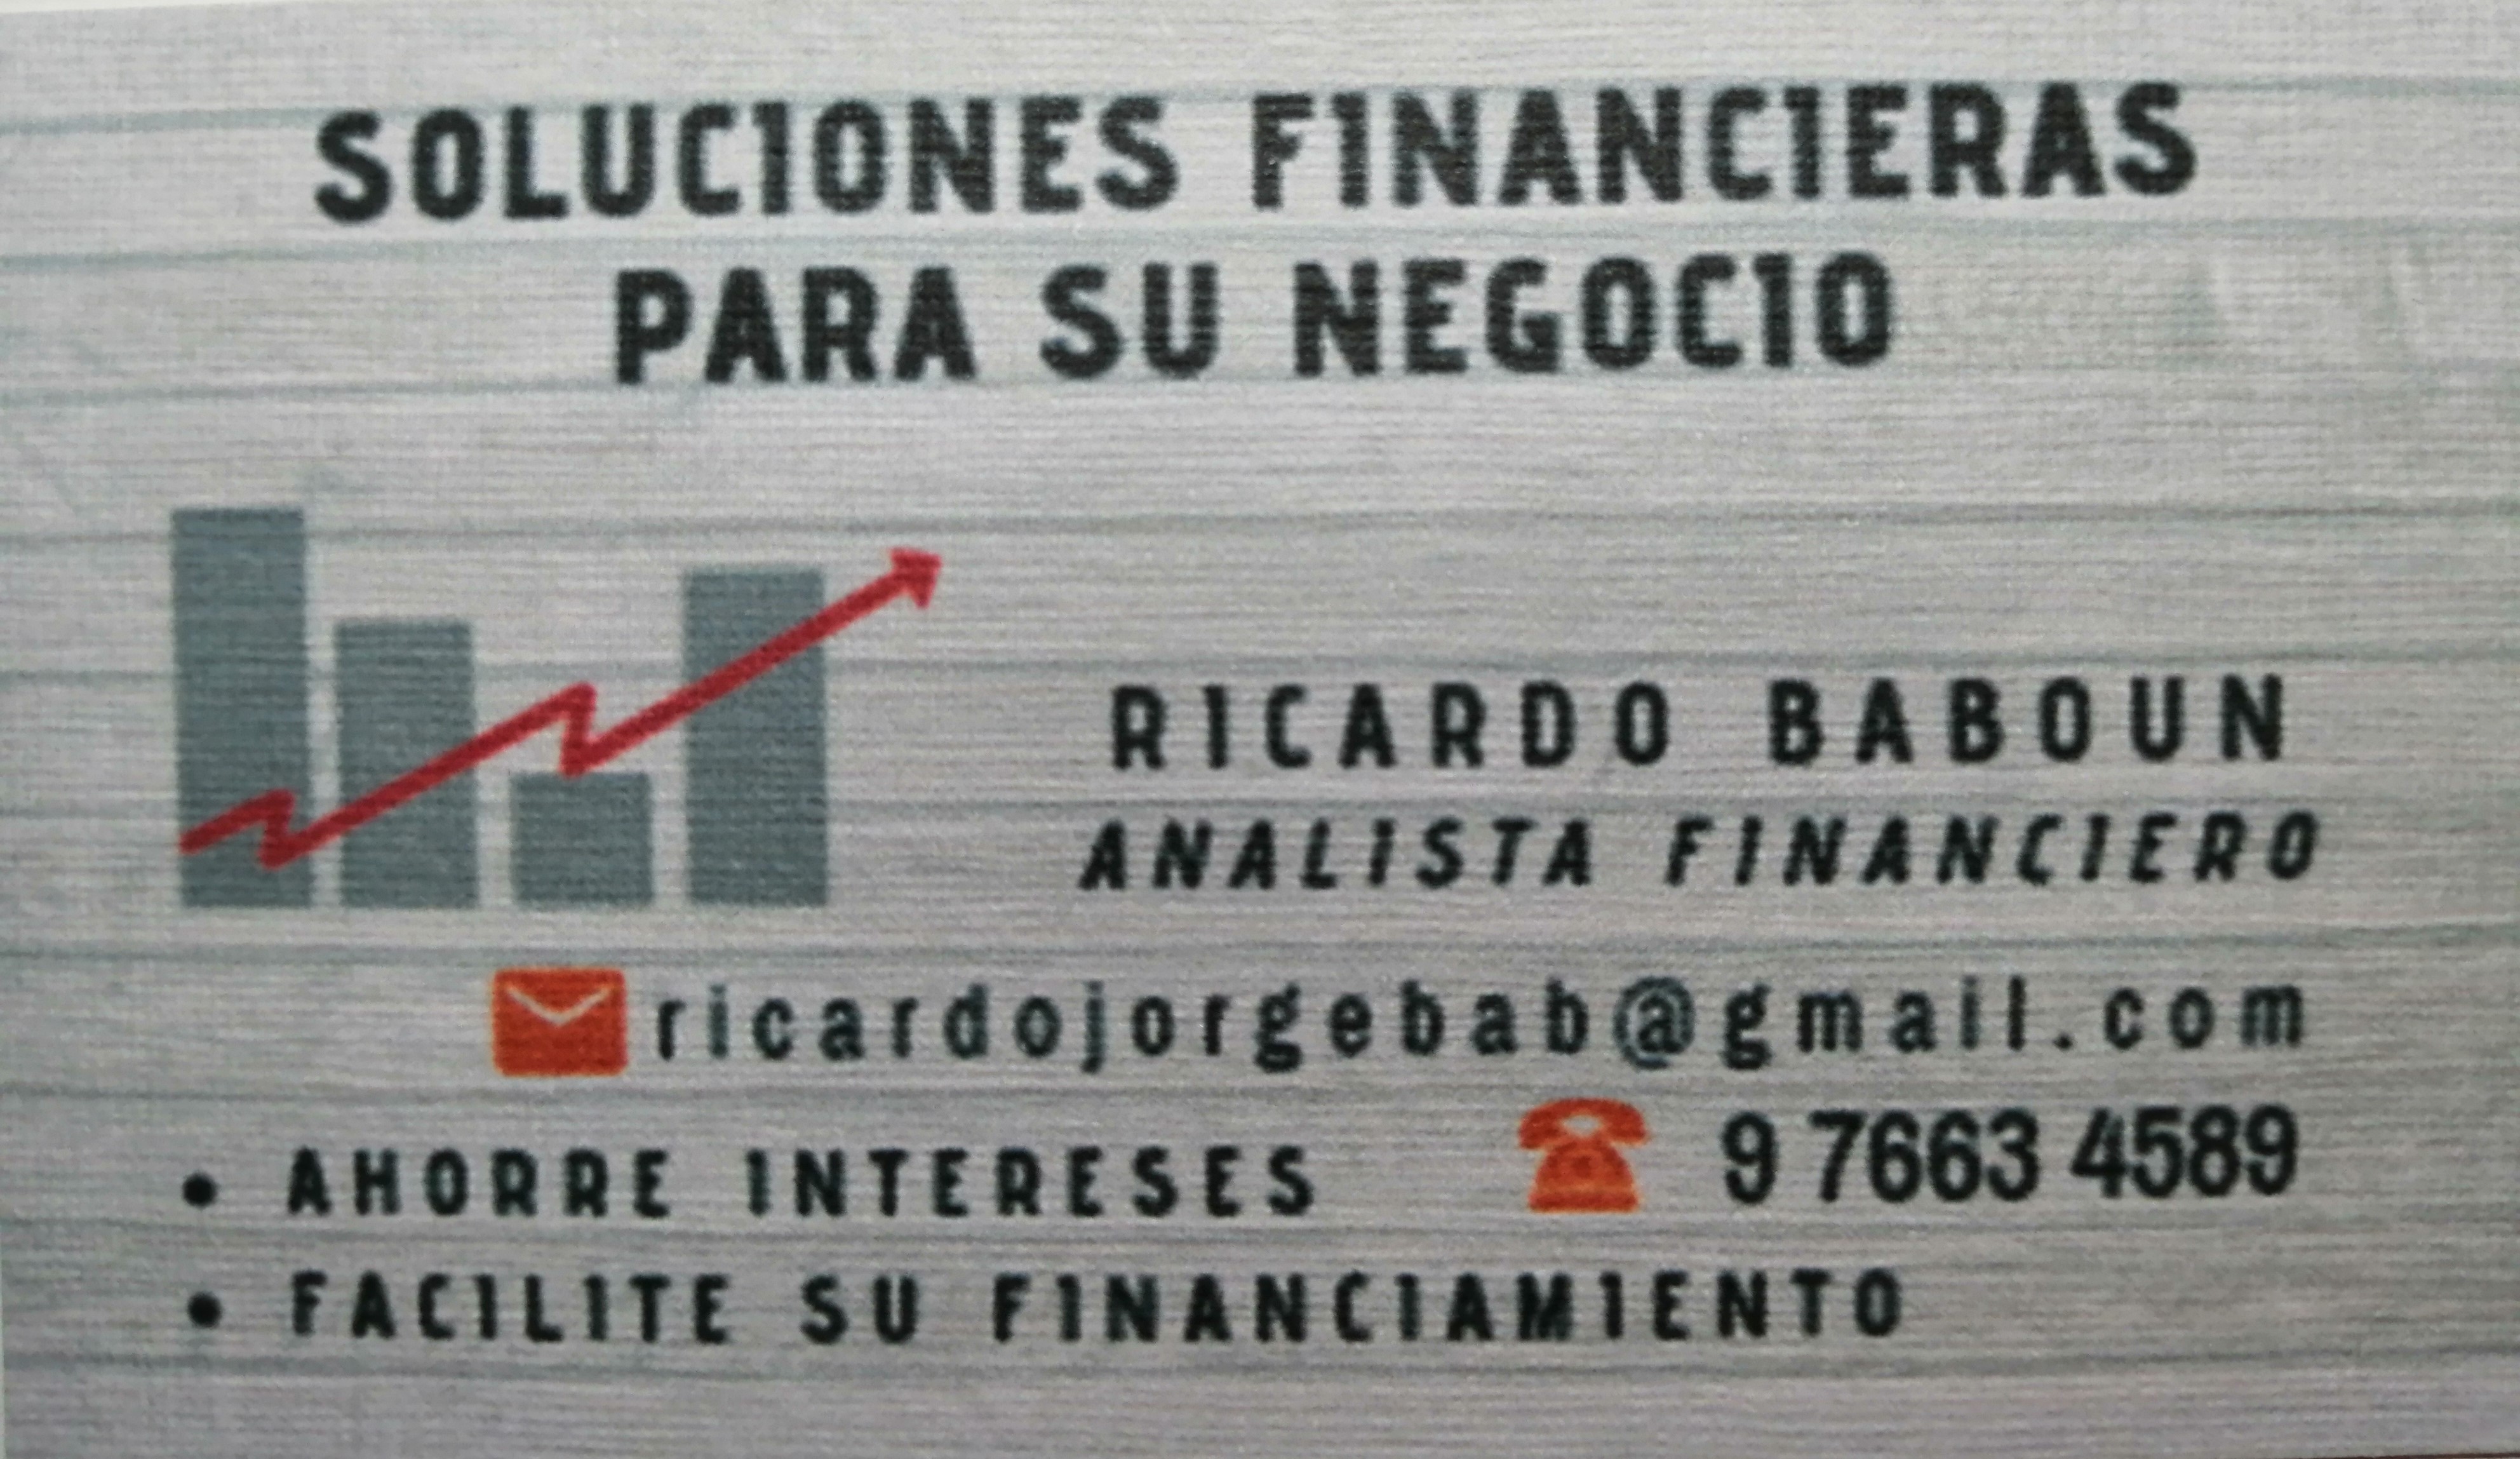 SOLUCIONES FINANCIERAS
PARA SU NEGOCIO
RICARDO BABOUN
ANALISTA FINANCIERO
ricardojorgebab@gmail.com
9 7663 4589
• AHORRE INTERESES
• FACILITE SU FINANCIAMIENTO